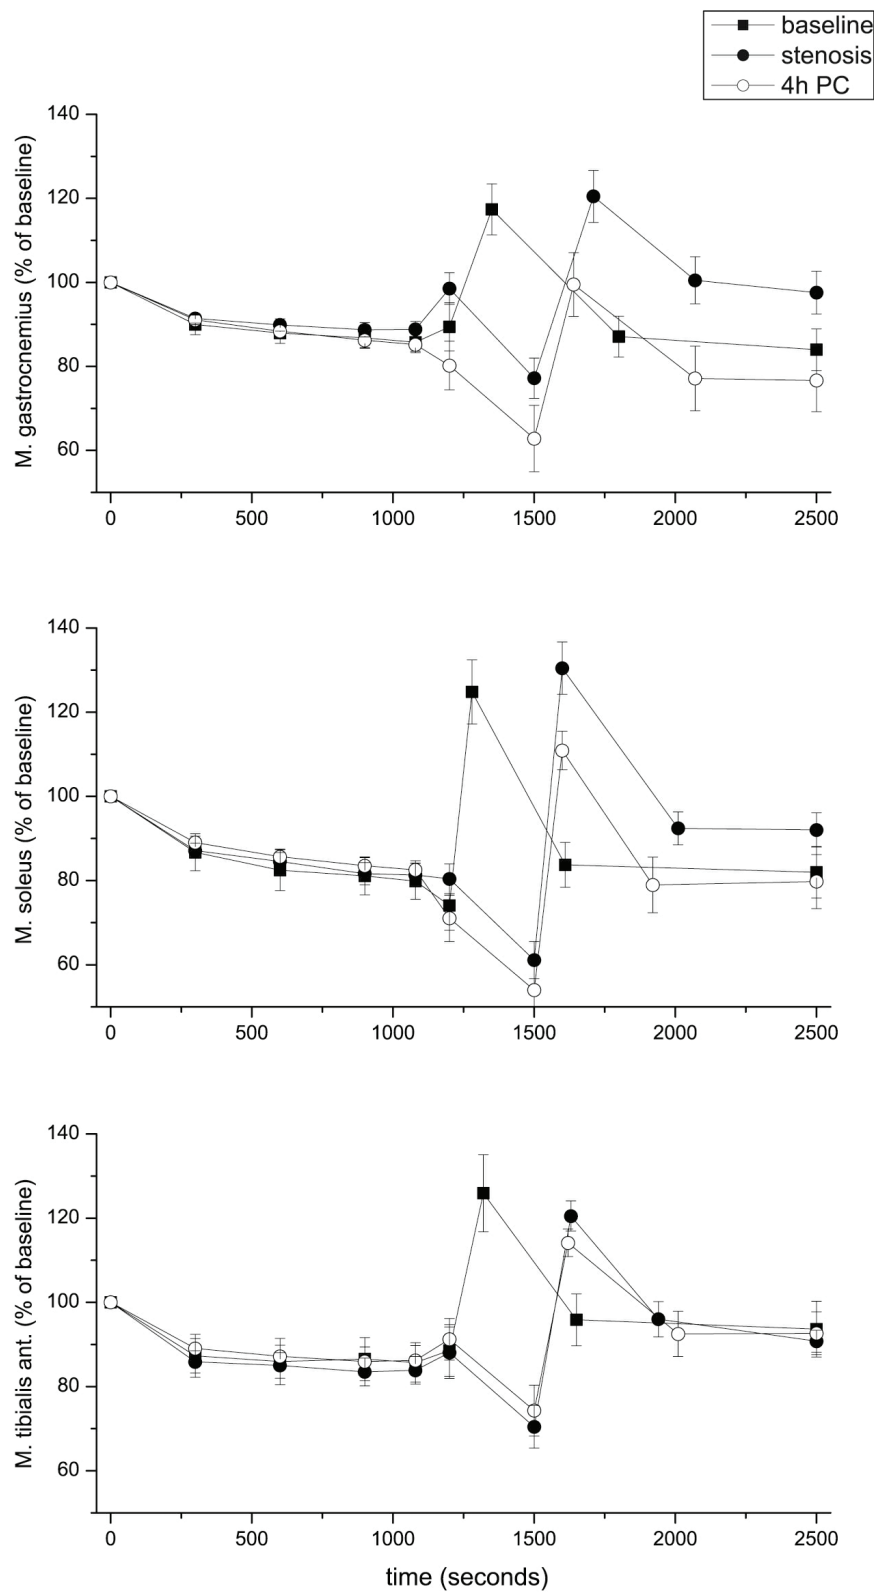 baseline
stenosis
4h PC
M. gastrocnemius (% of baseline)
140
120
100
80
60
0 500 1000 1500 2000 2500
M. soleus (% of baseline)
140
120
100
80
60
0 500 1000 1500 2000 2500
M. tibialis ant. (% of baseline)
140
120
100
80
60
0 500 1000 1500 2000 2500
time (seconds)